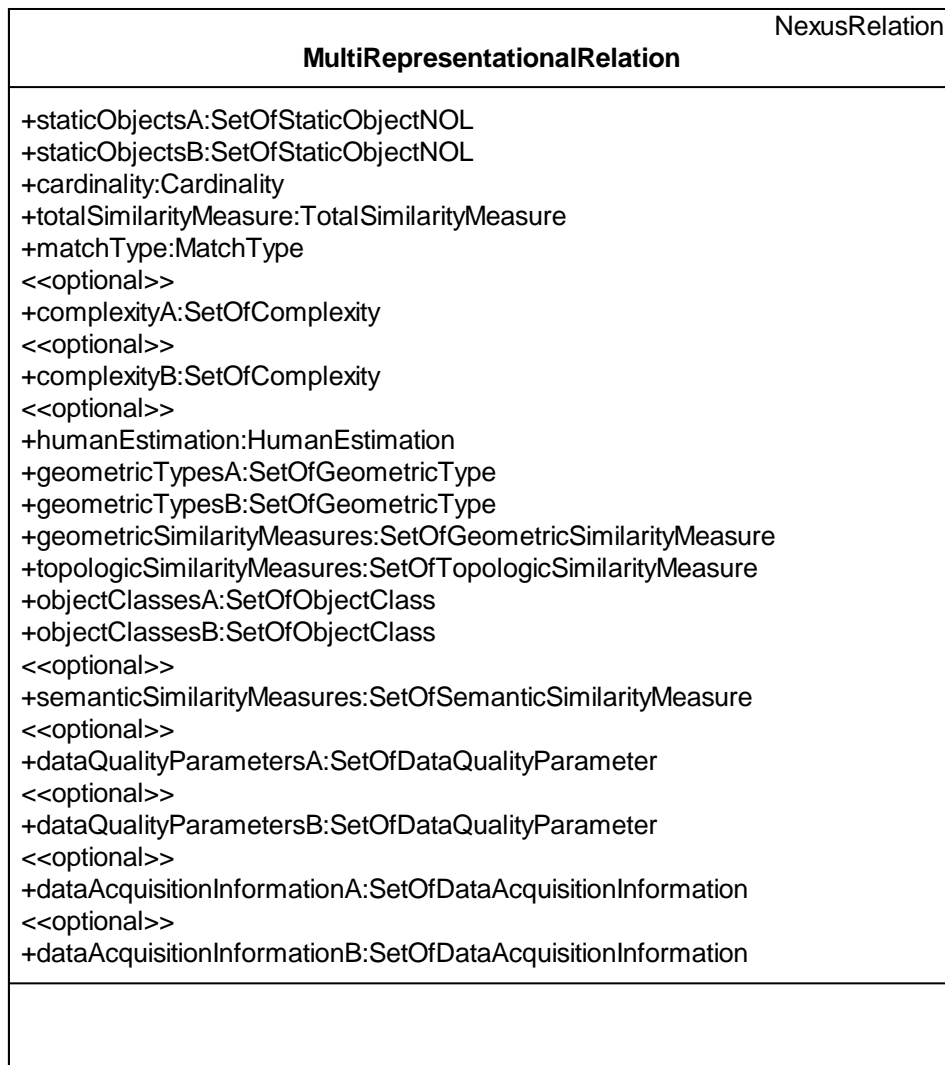 NexusRelation
MultiRepresentationalRelation
+staticObjectsA:SetOfStaticObjectNOL
+staticObjectsB:SetOfStaticObjectNOL
+cardinality:Cardinality
+totalSimilarityMeasure:TotalSimilarityMeasure
+matchType:MatchType
<<optional>>
+complexityA:SetOfComplexity
<<optional>>
+complexityB:SetOfComplexity
<<optional>>
+humanEstimation:HumanEstimation
+geometricTypesA:SetOfGeometricType
+geometricTypesB:SetOfGeometricType
+geometricSimilarityMeasures:SetOfGeometricSimilarityMeasure
+topologicSimilarityMeasures:SetOfTopologicSimilarityMeasure
+objectClassesA:SetOfObjectClass
+objectClassesB:SetOfObjectClass
<<optional>>
+semanticSimilarityMeasures:SetOfSemanticSimilarityMeasure
<<optional>>
+dataQualityParametersA:SetOfDataQualityParameter
<<optional>>
+dataQualityParametersB:SetOfDataQualityParameter
<<optional>>
+dataAcquisitionInformationA:SetOfDataAcquisitionInformation
<<optional>>
+dataAcquisitionInformationB:SetOfDataAcquisitionInformation